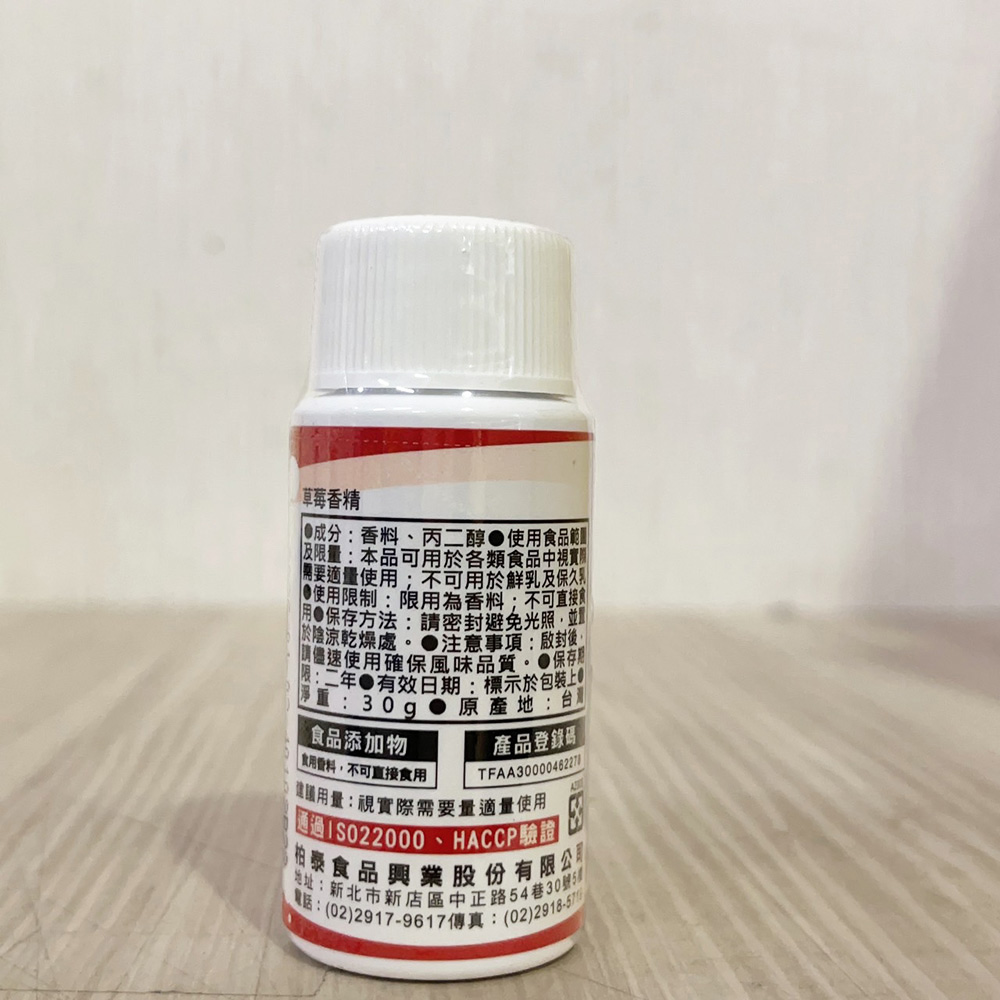 草莓香精
●成分：香料、丙二醇●使用食品範圍
及限量：本品可用於各類食品中視實際
需要適量使用；不可用於鮮乳及保久乳
●使用限制：限用為香料；不可直接食
用●保存方法：請密封避免光照，並置
於陰涼乾燥處。●注意事項：啟封後，
請儘速使用確保風味品質。●保存期
限：二年●有效日期：標示於包裝上●
淨重：30g●原產地：台灣
食品添加物
食用香料，不可直接食用
產品登錄碼
TFAA30000462278
建議用量：視實際需要量適量使用
通過ISO22000、HACCP驗證
柏泰食品興業股份有限公司
地址：新北市新店區中正路54巷30號5樓
電話：(02)2917-9617傳真：(02)2918-571